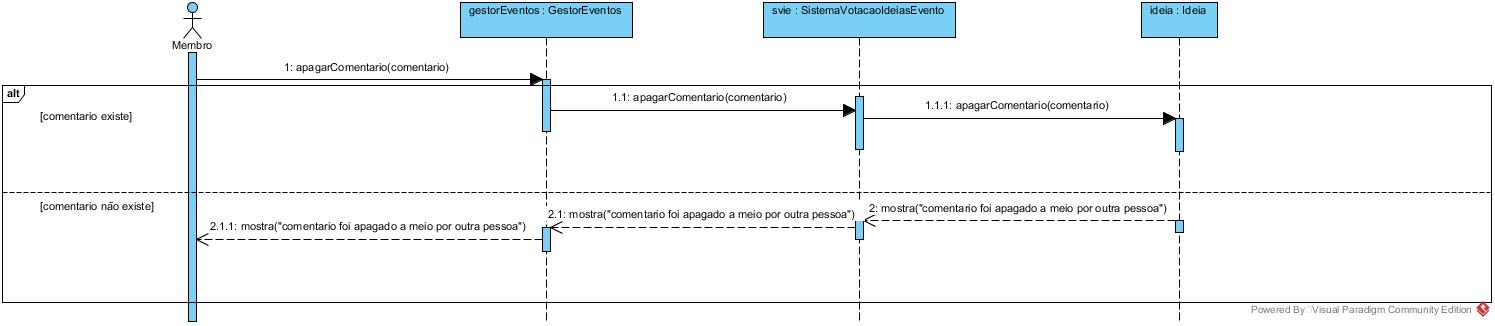 gestorEventos : GestorEventos
svie : SistemaVotacaoIdeiasEvento
ideia : Ideia
Membro
1: apagarComentario(comentario)
alt
[comentario existe]
1.1: apagarComentario(comentario)
1.1.1: apagarComentario(comentario)
[comentario não existe]
2: mostra("comentario foi apagado a meio por outra pessoa")
2.1: mostra("comentario foi apagado a meio por outra pessoa")
2.1.1: mostra("comentario foi apagado a meio por outra pessoa")
Powered By Visual Paradigm Community Edition